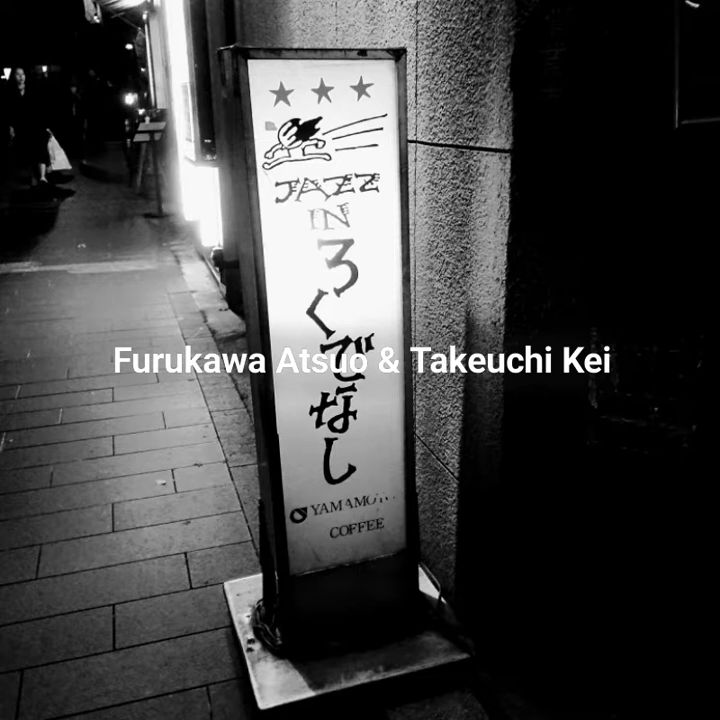 JAZZ
IN
ろくでなし
Furukawa Atsuo & Takeuchi Kei
YAMAMOTO
COFFEE